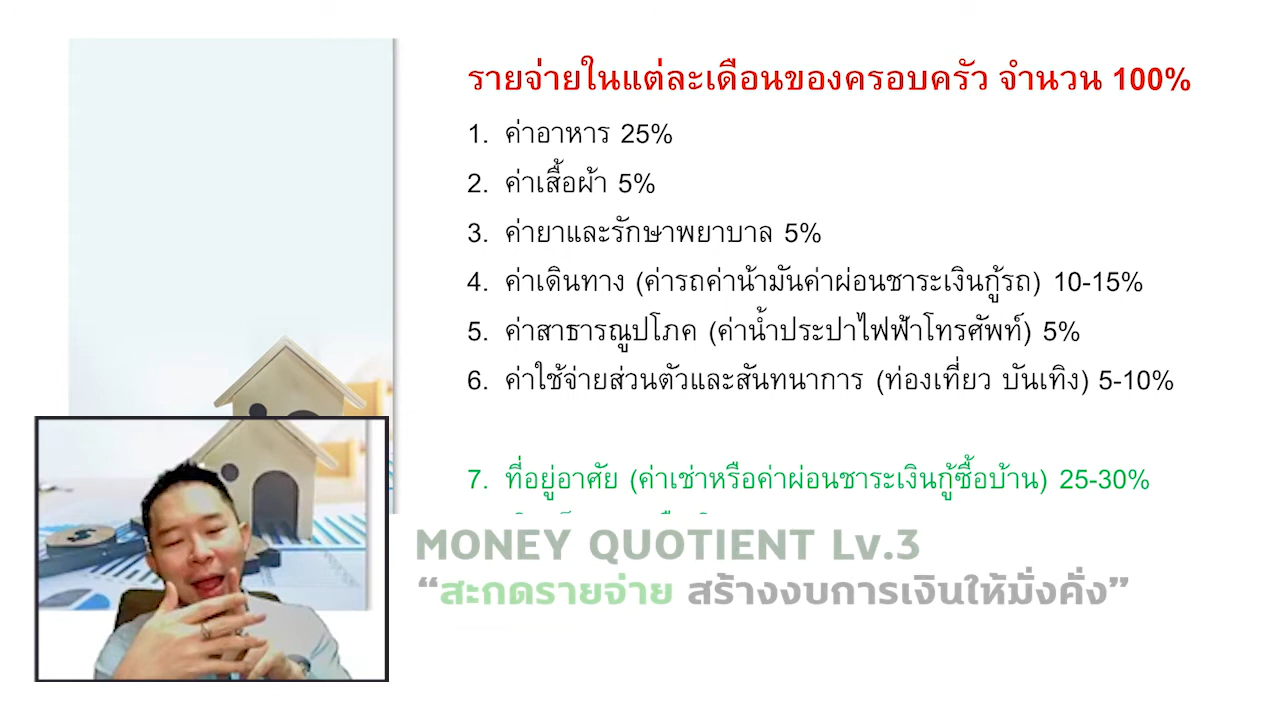 รายจ่ายในแต่ละเดือนของครอบครัว จำนวน 100%
1. ค่าอาหาร 25%
2. ค่าเสื้อผ้า 5%
3. ค่ายาและรักษาพยาบาล 5%
4. ค่าเดินทาง (ค่ารถค่าน้ามันค่าผ่อนชาระเงินกู้รถ) 10-15%
5. ค่าสาธารณูปโภค (ค่าน้ำประปาไฟฟ้าโทรศัพท์) 5%
6. ค่าใช้จ่ายส่วนตัวและสันทนาการ (ท่องเที่ยว บันเทิง) 5-10%
7. ที่อยู่อาศัย (ค่าเช่าหรือค่าผ่อนชาระเงินกู้ซื้อบ้าน) 25-30%
MONEY QUOTIENT Lv.3
“สะกดรายจ่าย สร้างงบการเงินให้มั่งคั่ง”